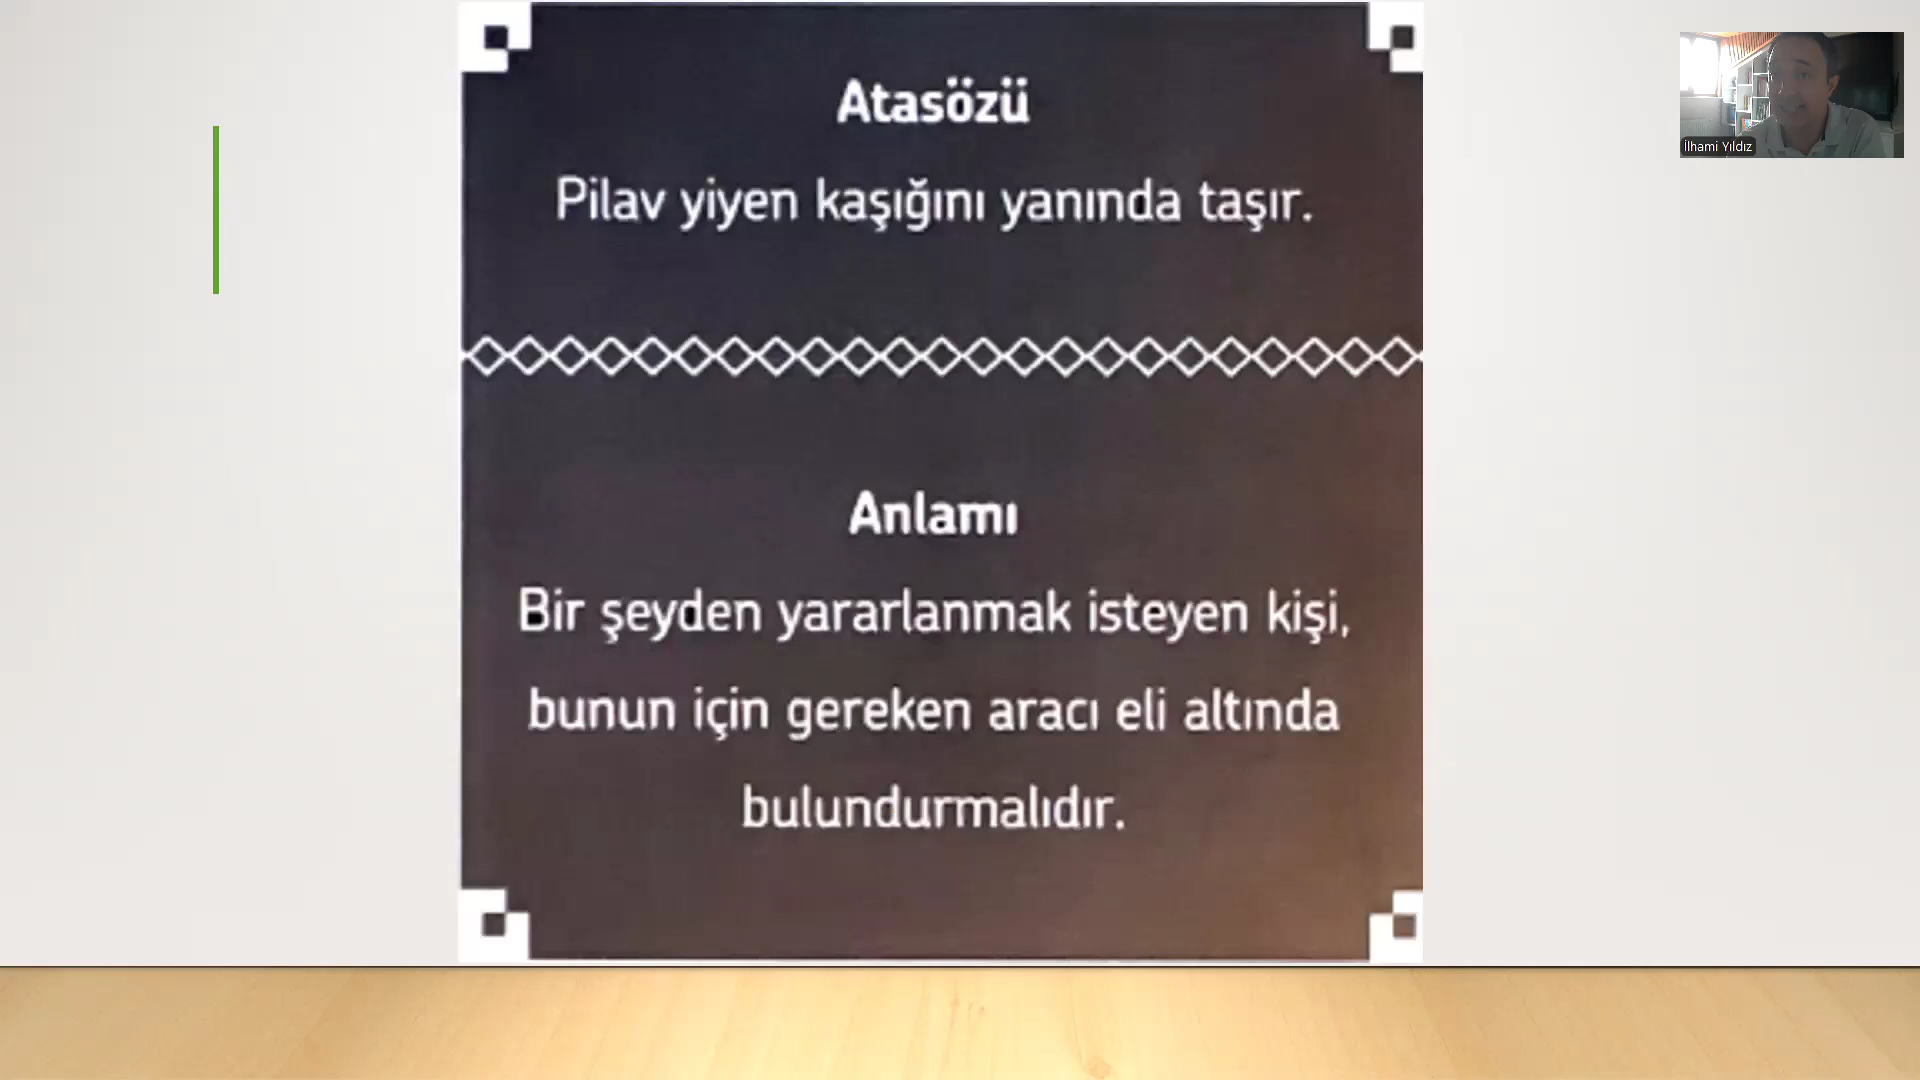 Atasözü
Pilav yiyen kaşığını yanında taşır.
Anlamı
Bir şeyden yararlanmak isteyen kişi,
bunun için gereken aracı eli altında
bulundurmalıdır.
İlhami Yıldız